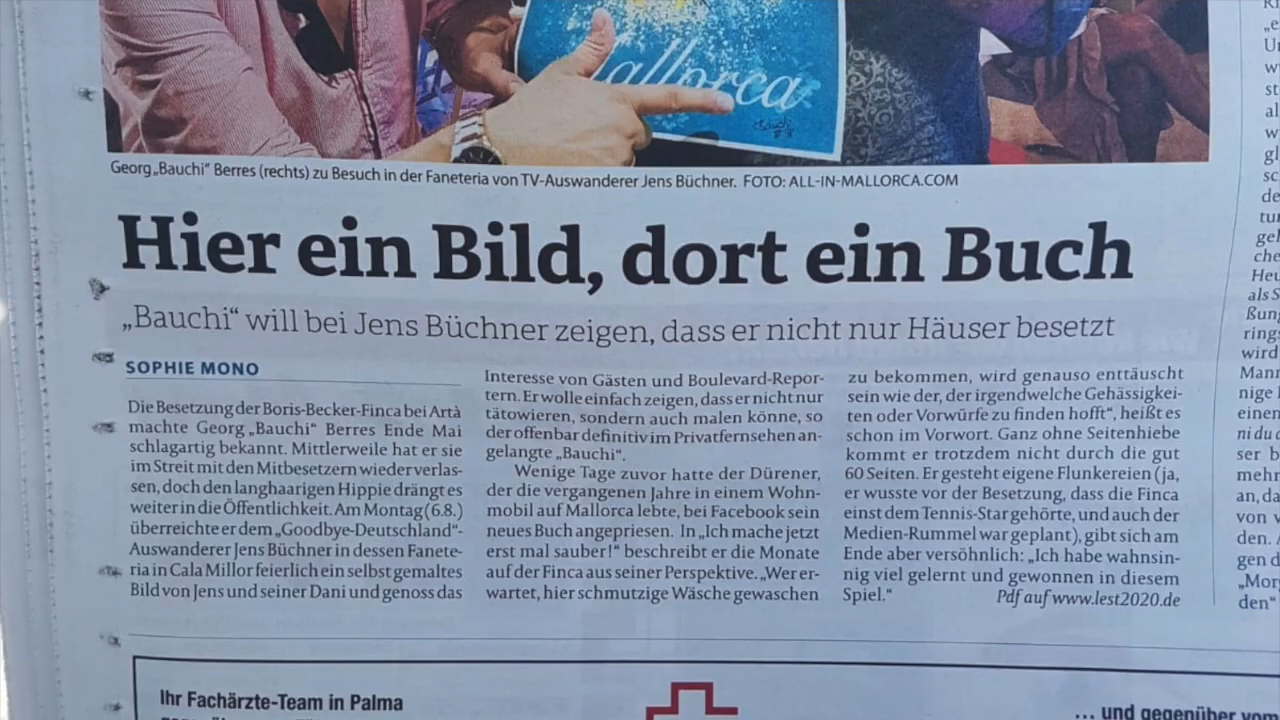 Mallorca
Georg „Bauchi“ Berres (rechts) zu Besuch in der Faneteria von TV-Auswanderer Jens Büchner. FOTO: ALL-IN-MALLORCA.COM
Hier ein Bild, dort ein Buch
„Bauchi“ will bei Jens Büchner zeigen, dass er nicht nur Häuser besetzt
SOPHIE MONO
Die Besetzung der Boris-Becker-Finca bei Artà
machte Georg „Bauchi“ Berres Ende Mai
schlagartig bekannt. Mittlerweile hat er sie
im Streit mit den Mitbesetzern wieder verlas-
sen, doch den langhaarigen Hippie drängt es
weiter in die Öffentlichkeit. Am Montag (6.8.)
überreichte er dem „Goodbye-Deutschland“-
Auswanderer Jens Büchner in dessen Fanete-
ria in Cala Millor feierlich ein selbst gemaltes
Bild von Jens und seiner Dani und genoss das
Interesse von Gästen und Boulevard-Repor-
tern. Er wolle einfach zeigen, dass er nicht nur
tätowieren, sondern auch malen könne, so
der offenbar definitiv im Privatfernsehen an-
gelangte „Bauchi“.
Wenige Tage zuvor hatte der Dürener,
der die vergangenen Jahre in einem Wohn-
mobil auf Mallorca lebte, bei Facebook sein
neues Buch angepriesen. In „Ich mache jetzt
erst mal sauber!“ beschreibt er die Monate
auf der Finca aus seiner Perspektive. „Wer er-
wartet, hier schmutzige Wäsche gewaschen
zu bekommen, wird genauso enttäuscht
sein wie der, der irgendwelche Gehässigkei-
ten oder Vorwürfe zu finden hofft“, heißt es
schon im Vorwort. Ganz ohne Seitenhiebe
kommt er trotzdem nicht durch die gut
60 Seiten. Er gesteht eigene Flunkereien (ja,
er wusste vor der Besetzung, dass die Finca
einst dem Tennis-Star gehörte, und auch der
Medien-Rummel war geplant), gibt sich am
Ende aber versöhnlich: „Ich habe wahnsin-
nig viel gelernt und gewonnen in diesem
Spiel.“ Pdf auf www.lest2020.de
Ihr Fachärzte-Team in Palma
... und gegenüber vom